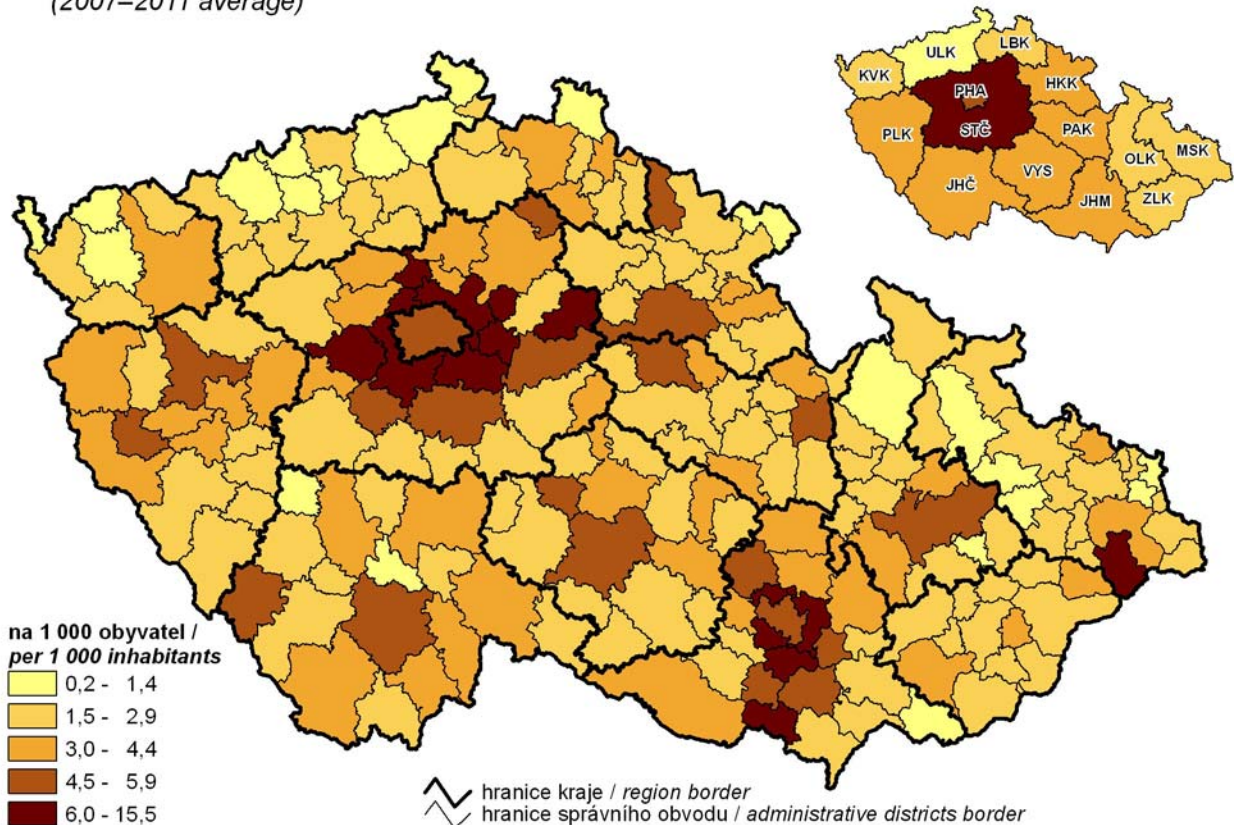 (2007–2011 average)
ULK
LBK
KVK
HKK
PHA
STČ
PLK
PAK
OLK
MSK
VYS
JHČ
JHM
ZLK
na 1 000 obyvatel /
per 1 000 inhabitants
0,2 - 1,4
1,5 - 2,9
3,0 - 4,4
4,5 - 5,9
6,0 - 15,5
hranice kraje / region border
hranice správního obvodu / administrative districts border